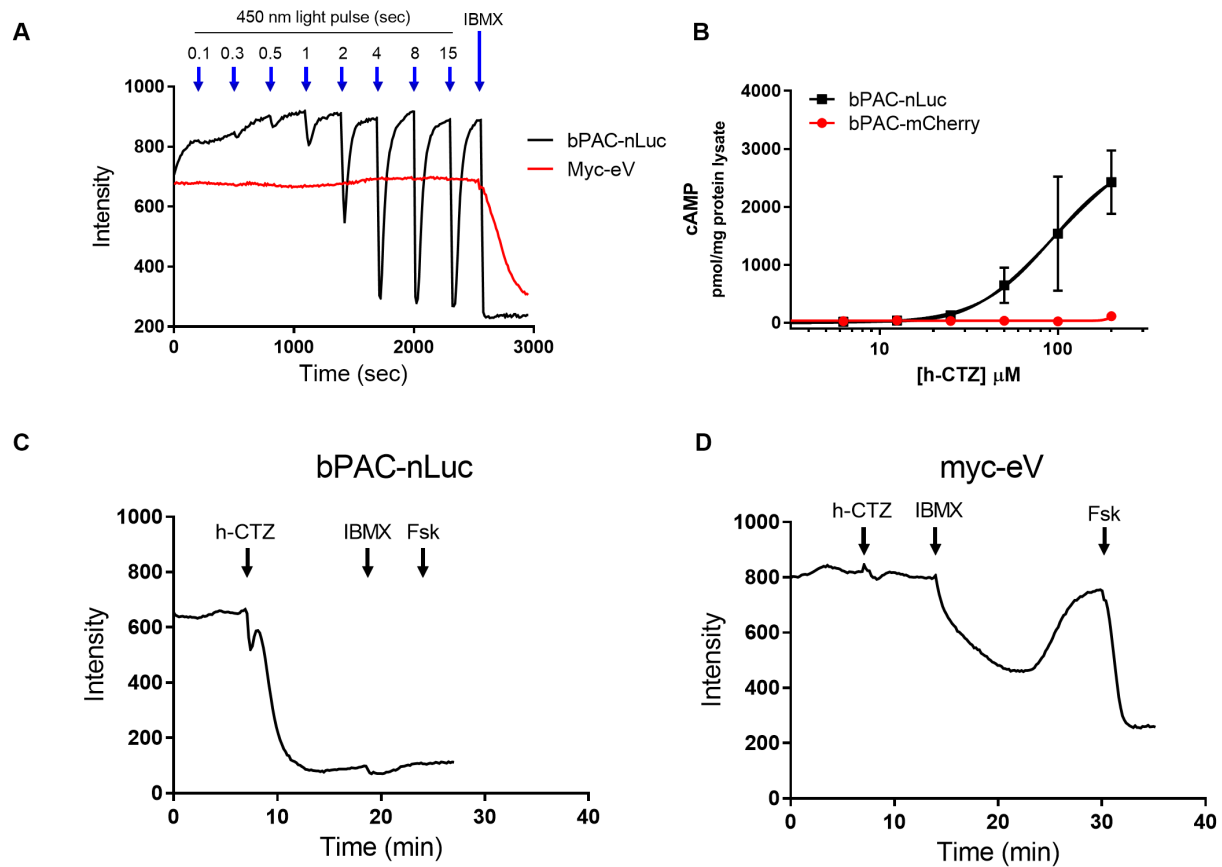 A
450 nm light pulse (sec)
IBMX
0.1 0.3 0.5 1 2 4 8 15
1000
800
600
400
200
Intensity
0 1000 2000 3000
Time (sec)
bPAC-nLuc
Myc-eV
B
4000
3000
2000
1000
0
cAMP
pmol/mg protein lysate
bPAC-nLuc
bPAC-mCherry
10 100
[h-CTZ] μM
C
bPAC-nLuc
h-CTZ IBMX Fsk
1000
800
600
400
200
0
Intensity
0 10 20 30 40
Time (min)
D
myc-eV
h-CTZ IBMX Fsk
1000
800
600
400
200
0
Intensity
0 10 20 30 40
Time (min)